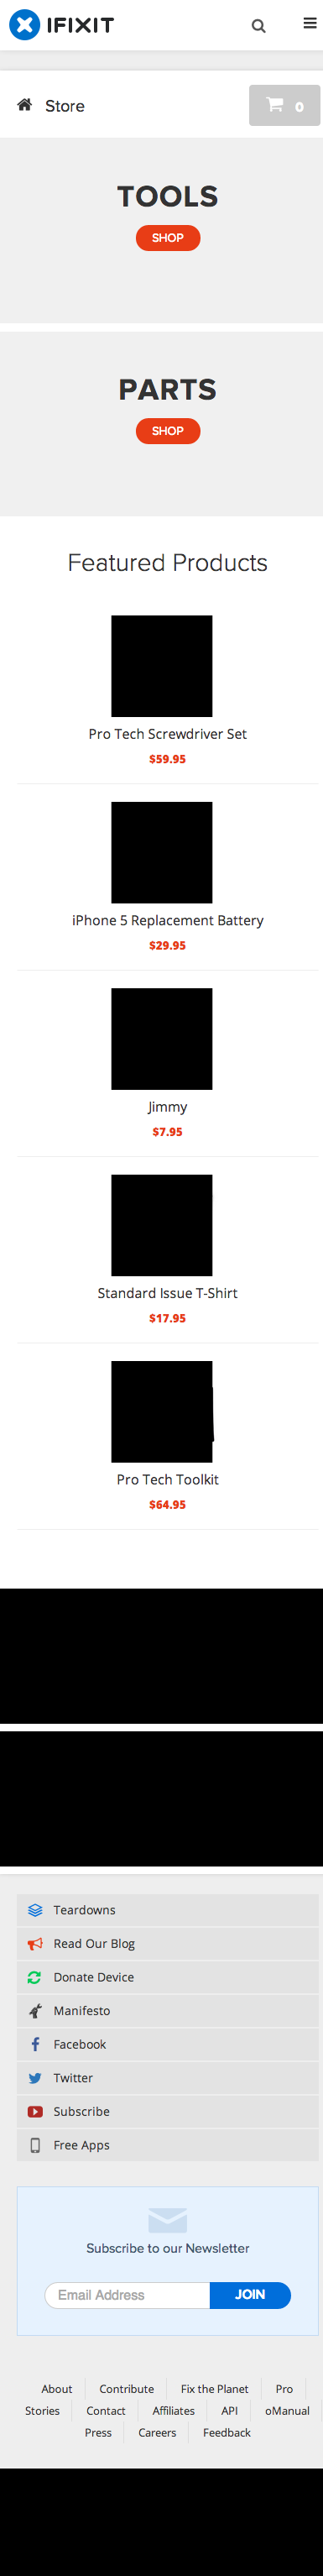 IFIXIT
Store
0
TOOLS
SHOP
PARTS
SHOP
Featured Products
Pro Tech Screwdriver Set
$59.95
iPhone 5 Replacement Battery
$29.95
Jimmy
$7.95
Standard Issue T-Shirt
$17.95
Pro Tech Toolkit
$64.95
Teardowns
Read Our Blog
Donate Device
Manifesto
Facebook
Twitter
Subscribe
Free Apps
Subscribe to our Newsletter
Email Address JOIN
About Contribute Fix the Planet Pro
Stories Contact Affiliates API oManual
Press Careers Feedback